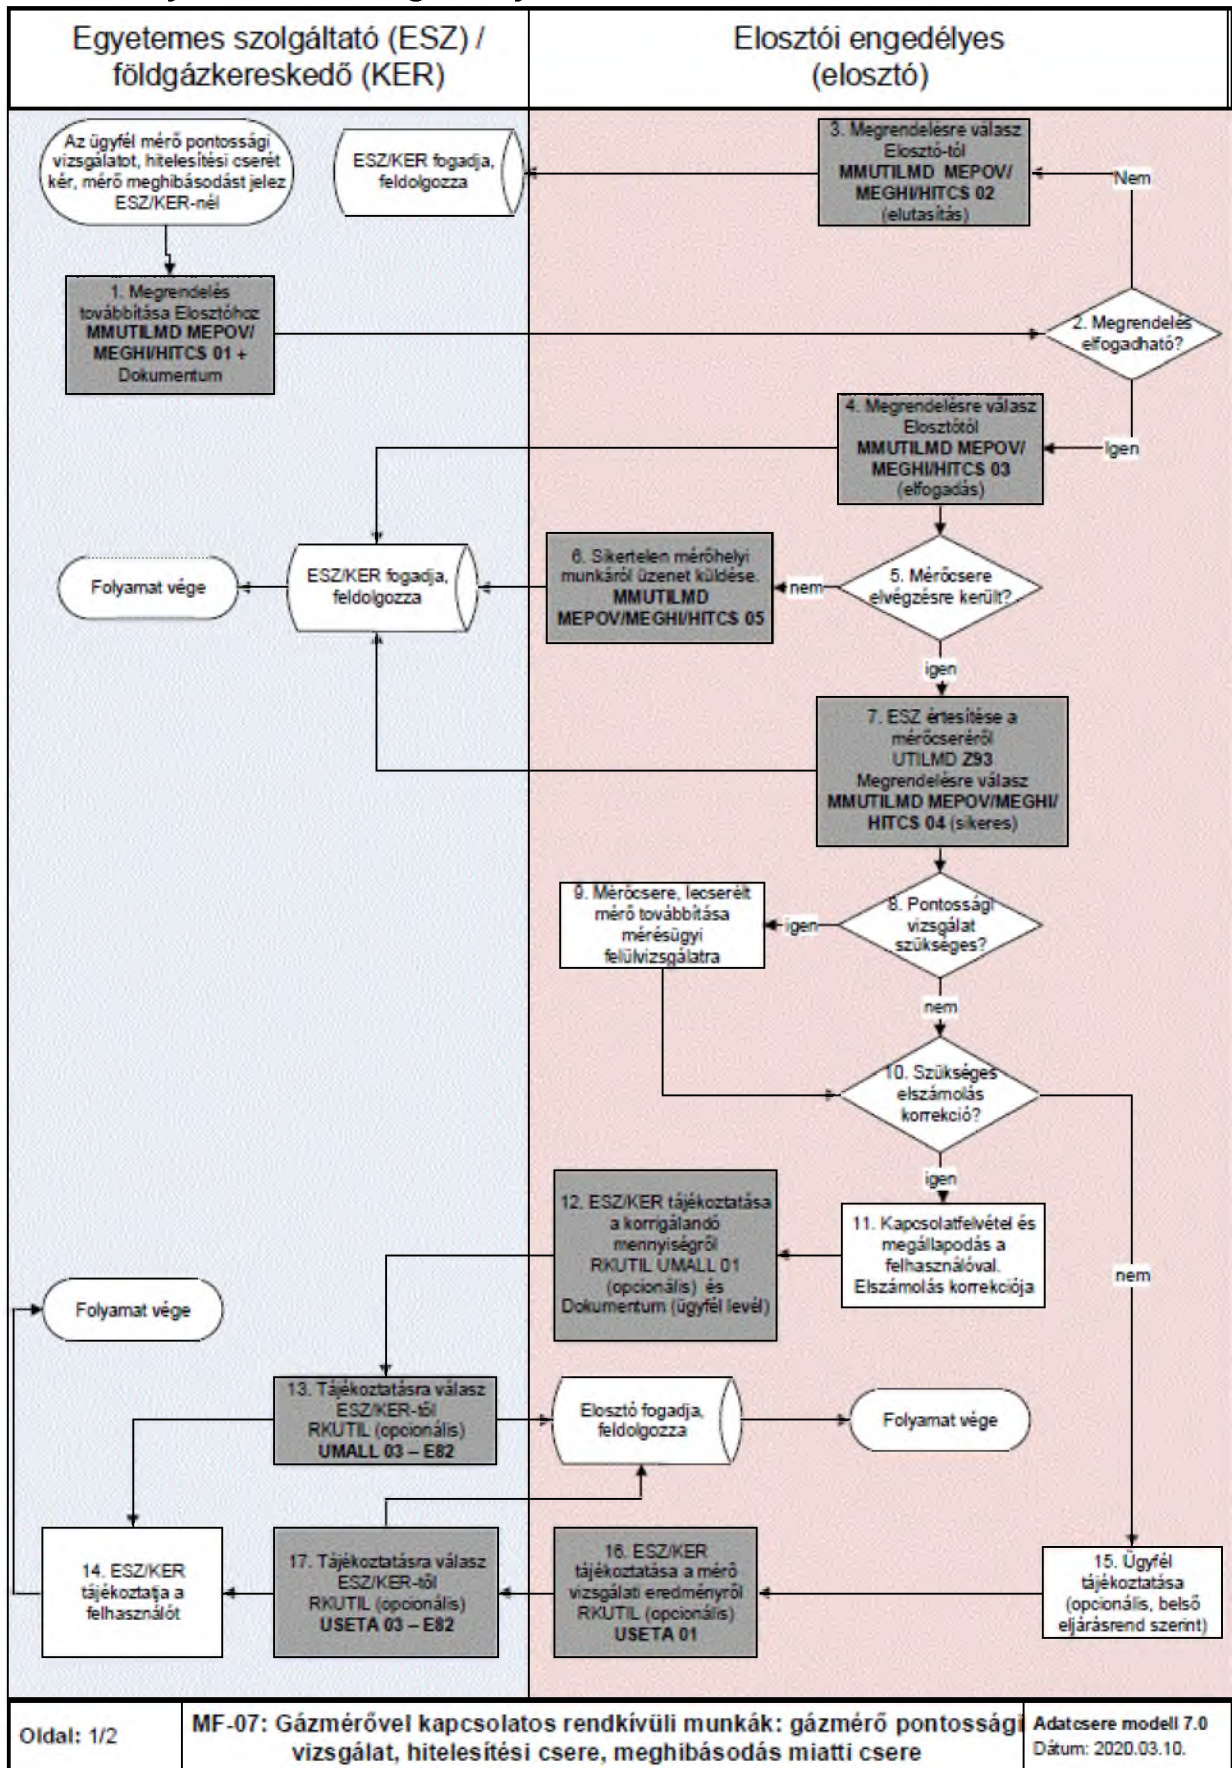 Egyetemes szolgáltató (ESZ) /
földgázkereskedő (KER)
Elosztói engedélyes
(elosztó)
Az ügyfél mérő pontossági
vizsgálatot, hitelesítési cserét
kér, mérő meghibásodást jelez
ESZ/KER-nél
ESZ/KER fogadja,
feldolgozza
3. Megrendelésre válasz
Elosztó-tól
MMUTILMD MEPOV/
MEGHI/HITCS 02
(elutasítás)
Nem
1. Megrendelés
továbbítása Elosztóhoz
MMUTILMD MEPOV/
MEGHI/HITCS 01 +
Dokumentum
2. Megrendelés
elfogadható?
4. Megrendelésre válasz
Elosztótól
MMUTILMD MEPOV/
MEGHI/HITCS 03
(elfogadás)
Igen
Folyamat vége
ESZ/KER fogadja,
feldolgozza
6. Sikertelen mérőhelyi
munkáról üzenet küldése.
MMUTILMD
MEPOV/MEGHI/HITCS 05
nem
5. Mérőcsere
elvégzésre került?
igen
7. ESZ értesítése a
mérőcseréről
UTILMD Z93
Megrendelésre válasz
MMUTILMD MEPOV/MEGHI/
HITCS 04 (sikeres)
9. Mérőcsere, lecserélt
mérő továbbítása
mérésügyi
felülvizsgálatra
igen
8. Pontossági
vizsgálat
szükséges?
nem
10. Szükséges
elszámolás
korrekció?
igen
12. ESZ/KER tájékoztatása
a korrigálandó
mennyiségről
RKUTIL UMALL 01
(opcionális) és
Dokumentum (ügyfél levél)
11. Kapcsolatfelvétel és
megállapodás a
felhasználóval.
Elszámolás korrekciója
nem
Folyamat vége
13. Tájékoztatásra válasz
ESZ/KER-től
RKUTIL (opcionális)
UMALL 03 – E82
Elosztó fogadja,
feldolgozza
Folyamat vége
14. ESZ/KER
tájékoztatja a
felhasználót
17. Tájékoztatásra válasz
ESZ/KER-től
RKUTIL (opcionális)
USETA 03 – E82
16. ESZ/KER
tájékoztatása a mérő
vizsgálati eredményről
RKUTIL (opcionális)
USETA 01
15. Ügyfél
tájékoztatása
(opcionális, belső
eljárásrend szerint)
Oldal: 1/2
MF-07: Gázmérővel kapcsolatos rendkívüli munkák: gázmérő pontossági
vizsgálat, hitelesítési csere, meghibásodás miatti csere
Adatcsere modell 7.0
Dátum: 2020.03.10.